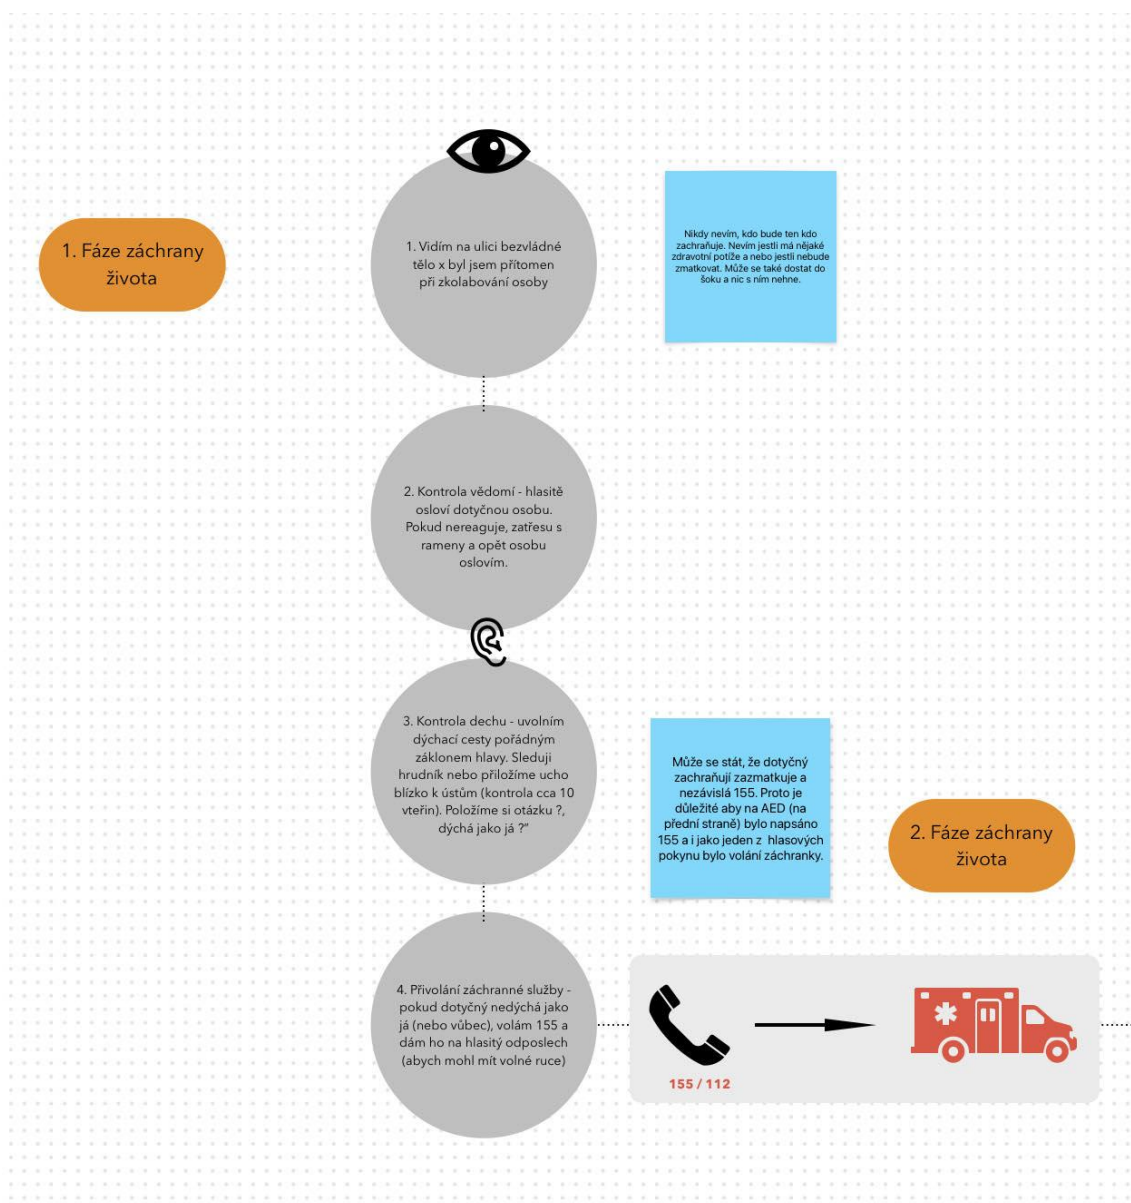 1. Fáze záchrany
života
1. Vidím na ulici bezvládné
tělo x byl jsem přítomen
při zkolabování osoby
Nikdy nevím, kdo bude ten kdo
zachraňuje. Nevím jestli má nějaké
zdravotní potíže a nebo jestli nebude
zmatkovat. Může se také dostat do
šoku a nic s ním nehne.
2. Kontrola vědomí - hlasitě
osloví dotyčnou osobu.
Pokud nereaguje, zatřesu s
rameny a opět osobu
oslovím.
3. Kontrola dechu - uvolním
dýchací cesty pořádným
záklonem hlavy. Sleduji
hrudník nebo přiložíme ucho
blízko k ústům (kontrola cca 10
vteřin). Položíme si otázku ?,
dýchá jako já ?“
Může se stát, že dotyčný
zachraňují zazmatkuje a
nezávislá 155. Proto je
důležité aby na AED (na
přední straně) bylo napsáno
155 a i jako jeden z hlasových
pokynu bylo volání záchranky.
2. Fáze záchrany
života
4. Přivolání záchranné služby -
pokud dotyčný nedýchá jako
já (nebo vůbec), volám 155 a
dám ho na hlasitý odposlech
(abych mohl mít volné ruce)
155 / 112